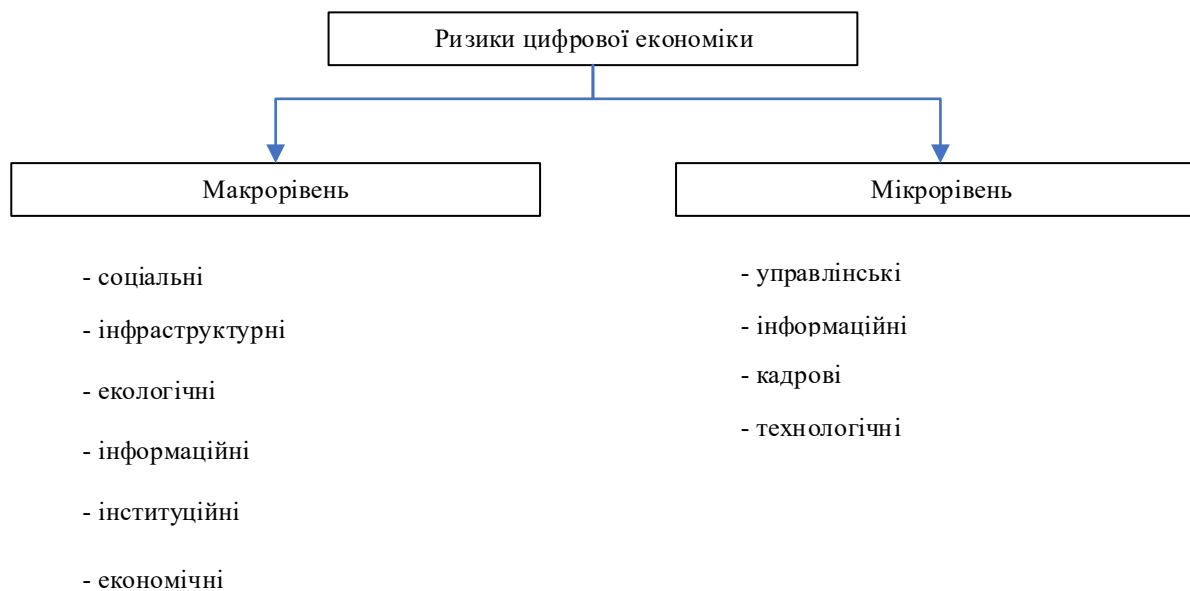 Ризики цифрової економіки
Макрорівень
- соціальні
- інфраструктурні
- екологічні
- інформаційні
- інституційні
- економічні
Мікрорівень
- управлінські
- інформаційні
- кадрові
- технологічні